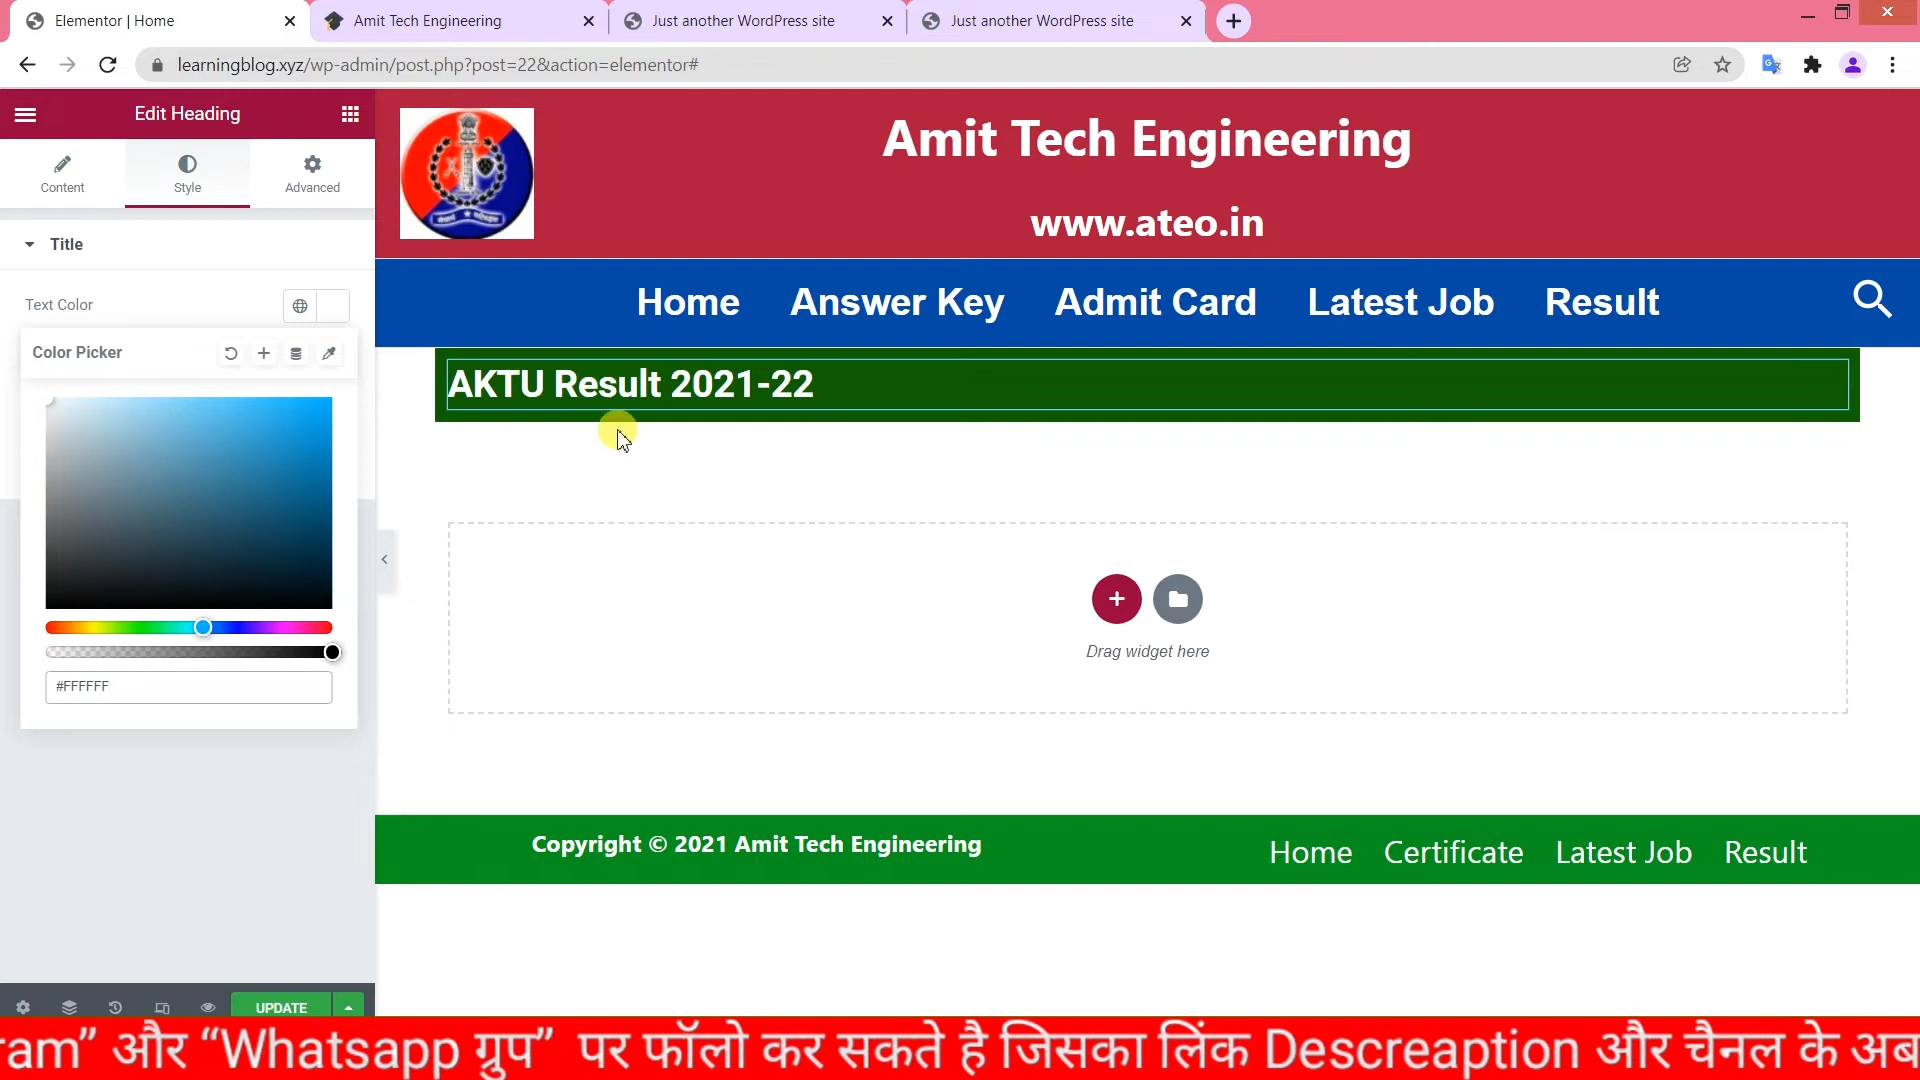 Elementor | Home
Amit Tech Engineering
Just another WordPress site
Just another WordPress site
learningblog.xyz/wp-admin/post.php?post=22&action=elementor#
Edit Heading
Content
Style
Advanced
Title
Text Color
Color Picker
#FFFFFF
UPDATE
Amit Tech Engineering
www.ateo.in
Home
Answer Key
Admit Card
Latest Job
Result
AKTU Result 2021-22
Drag widget here
Copyright © 2021 Amit Tech Engineering
Home
Certificate
Latest Job
Result
ram” और “Whatsapp ग्रुप” पर फॉलो कर सकते है जिसका लिंक Descreaption और चैनल के अब